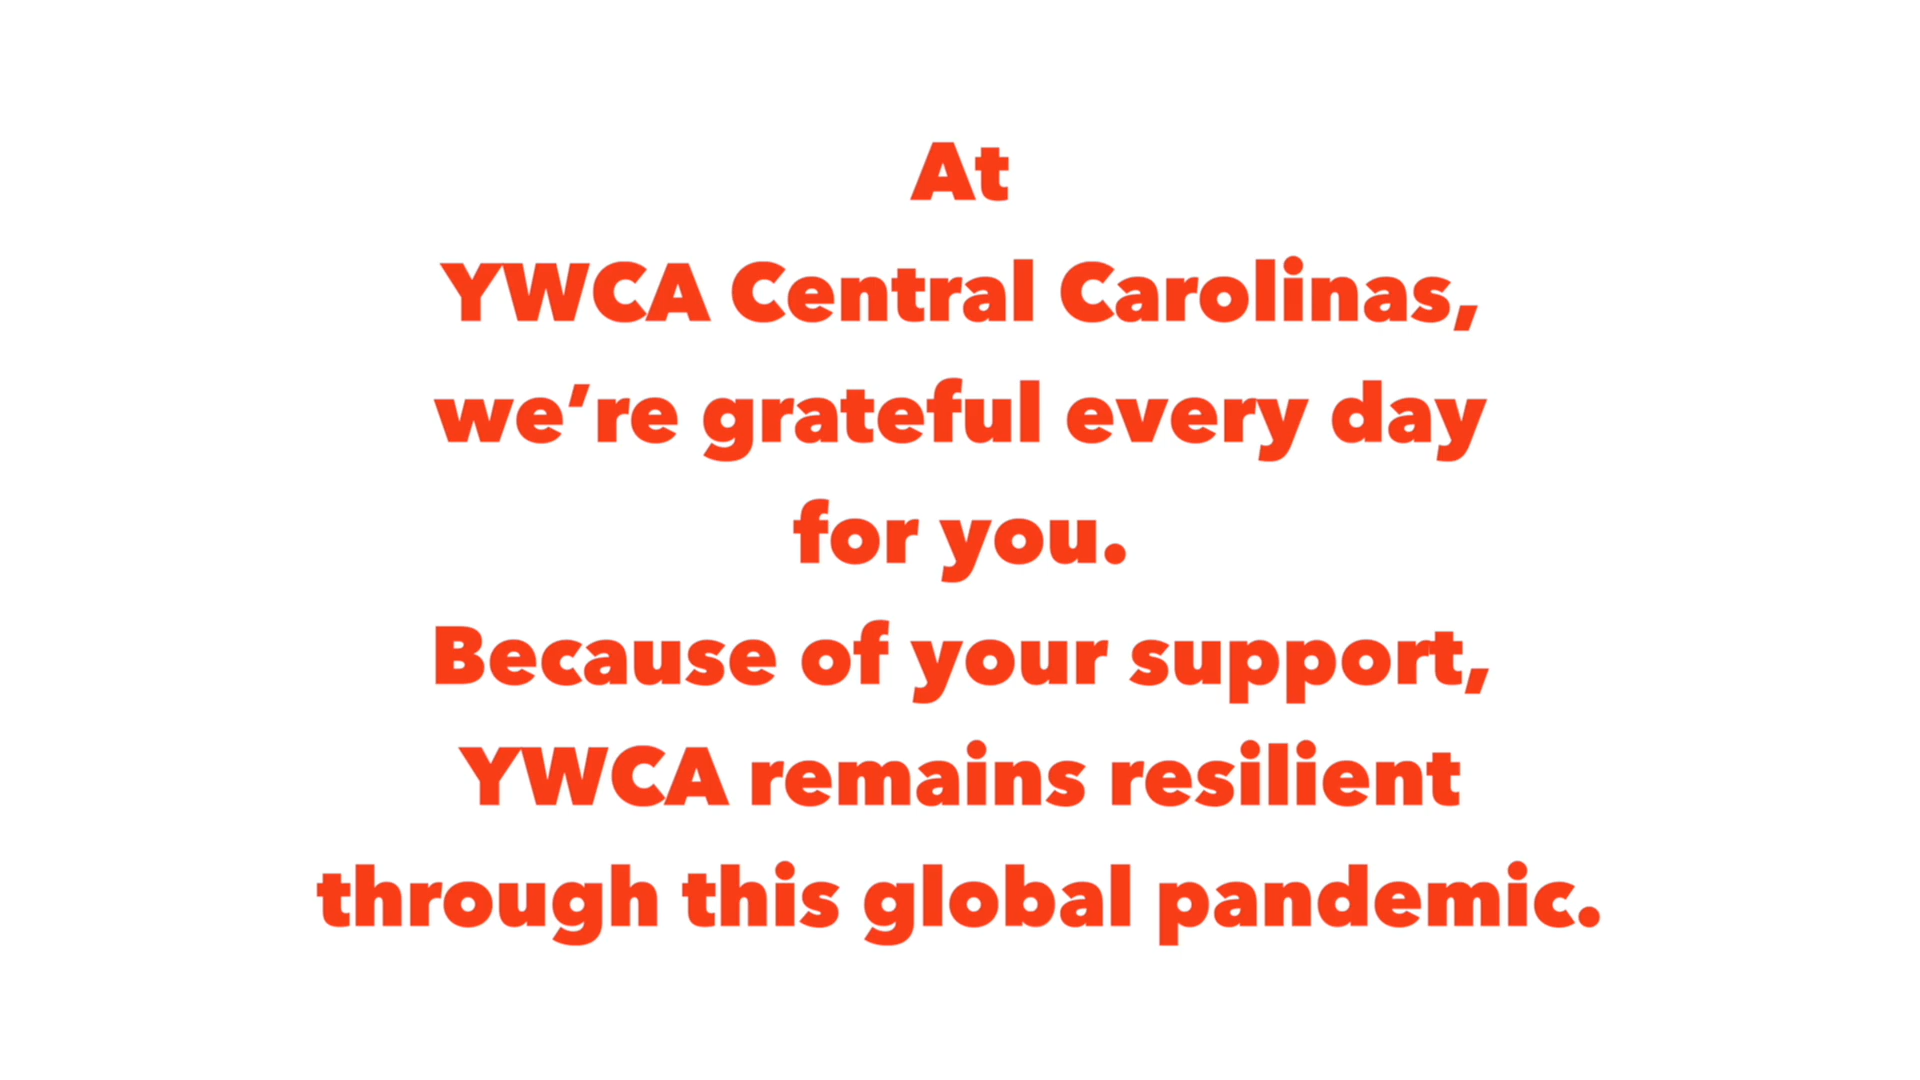 At
YWCA Central Carolinas,
we’re grateful every day
for you.
Because of your support,
YWCA remains resilient
through this global pandemic.